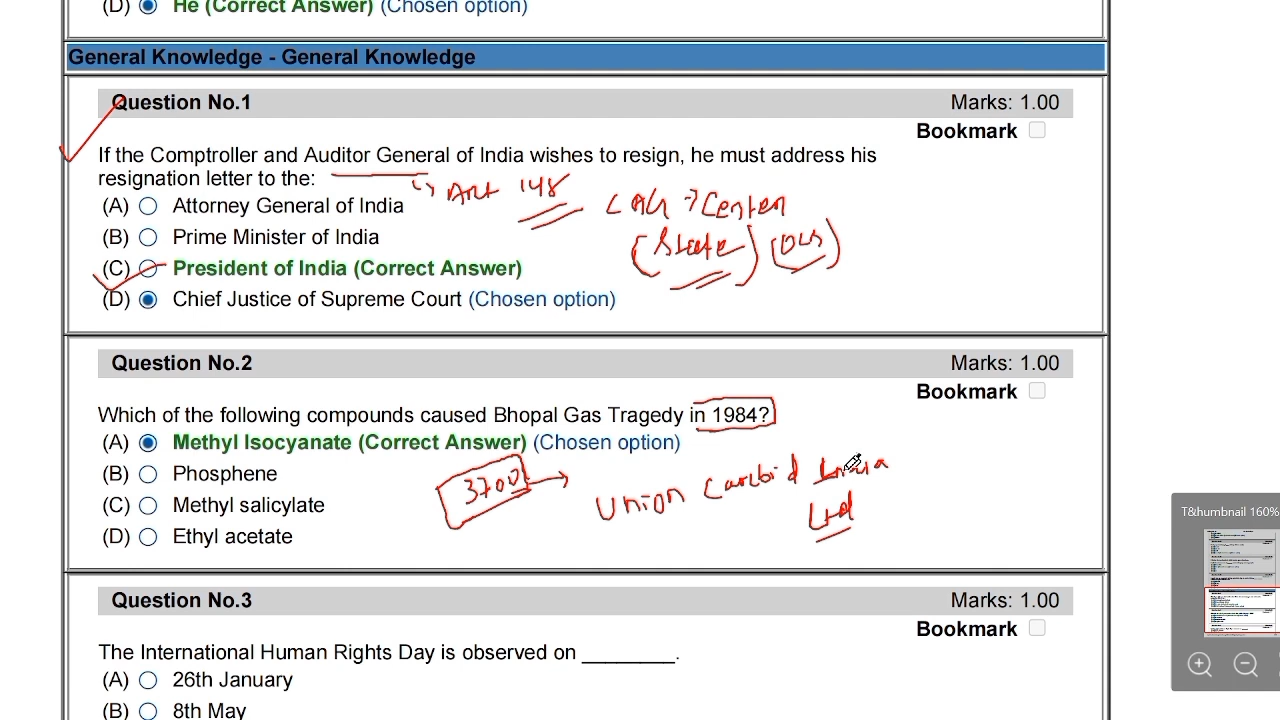 (D) He (Correct Answer) (Chosen option)
General Knowledge - General Knowledge
Question No.1 Marks: 1.00
Bookmark
If the Comptroller and Auditor General of India wishes to resign, he must address his
resignation letter to the:
Art 148
(A) Attorney General of India
CAG → Center
(B) Prime Minister of India
(State)
(C) President of India (Correct Answer)
(D) Chief Justice of Supreme Court (Chosen option)
Question No.2 Marks: 1.00
Bookmark
Which of the following compounds caused Bhopal Gas Tragedy in 1984?
(A) Methyl Isocyanate (Correct Answer) (Chosen option)
(B) Phosphene
3700 → Union Carbid India
Ltd
(C) Methyl salicylate
(D) Ethyl acetate
Question No.3 Marks: 1.00
Bookmark
The International Human Rights Day is observed on ________.
(A) 26th January
(B) 8th May
T&humbnail 160%